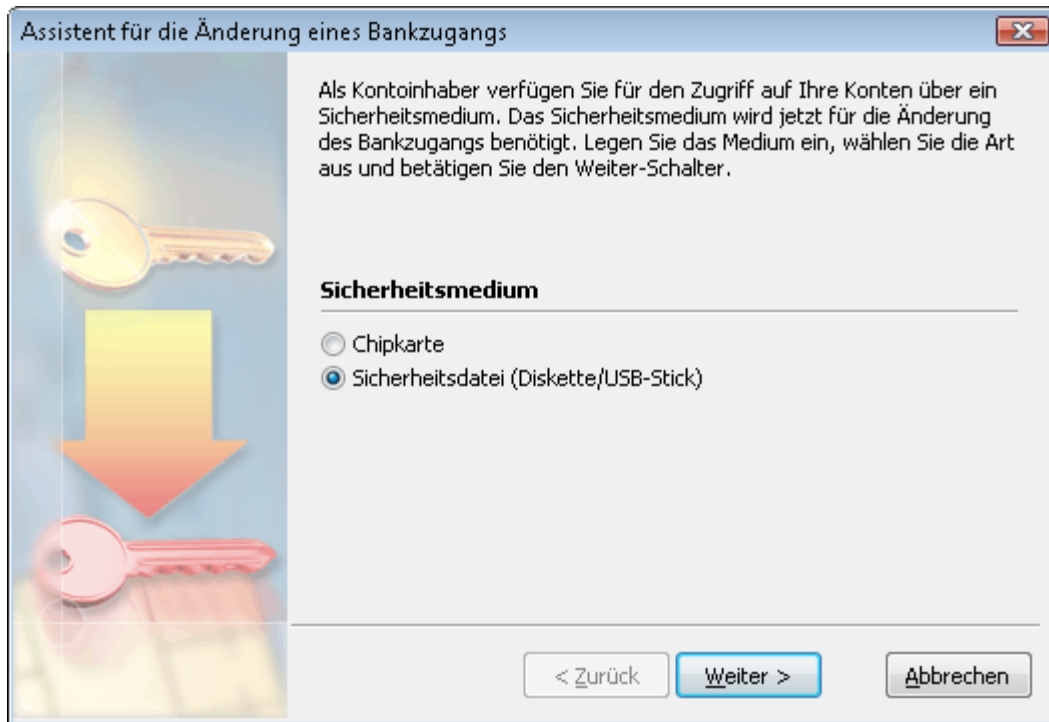 Assistent für die Änderung eines Bankzugangs
Als Kontoinhaber verfügen Sie für den Zugriff auf Ihre Konten über ein
Sicherheitsmedium. Das Sicherheitsmedium wird jetzt für die Änderung
des Bankzugangs benötigt. Legen Sie das Medium ein, wählen Sie die Art
aus und betätigen Sie den Weiter-Schalter.
Sicherheitsmedium
Chipkarte
Sicherheitsdatei (Diskette/USB-Stick)
< Zurück Weiter > Abbrechen